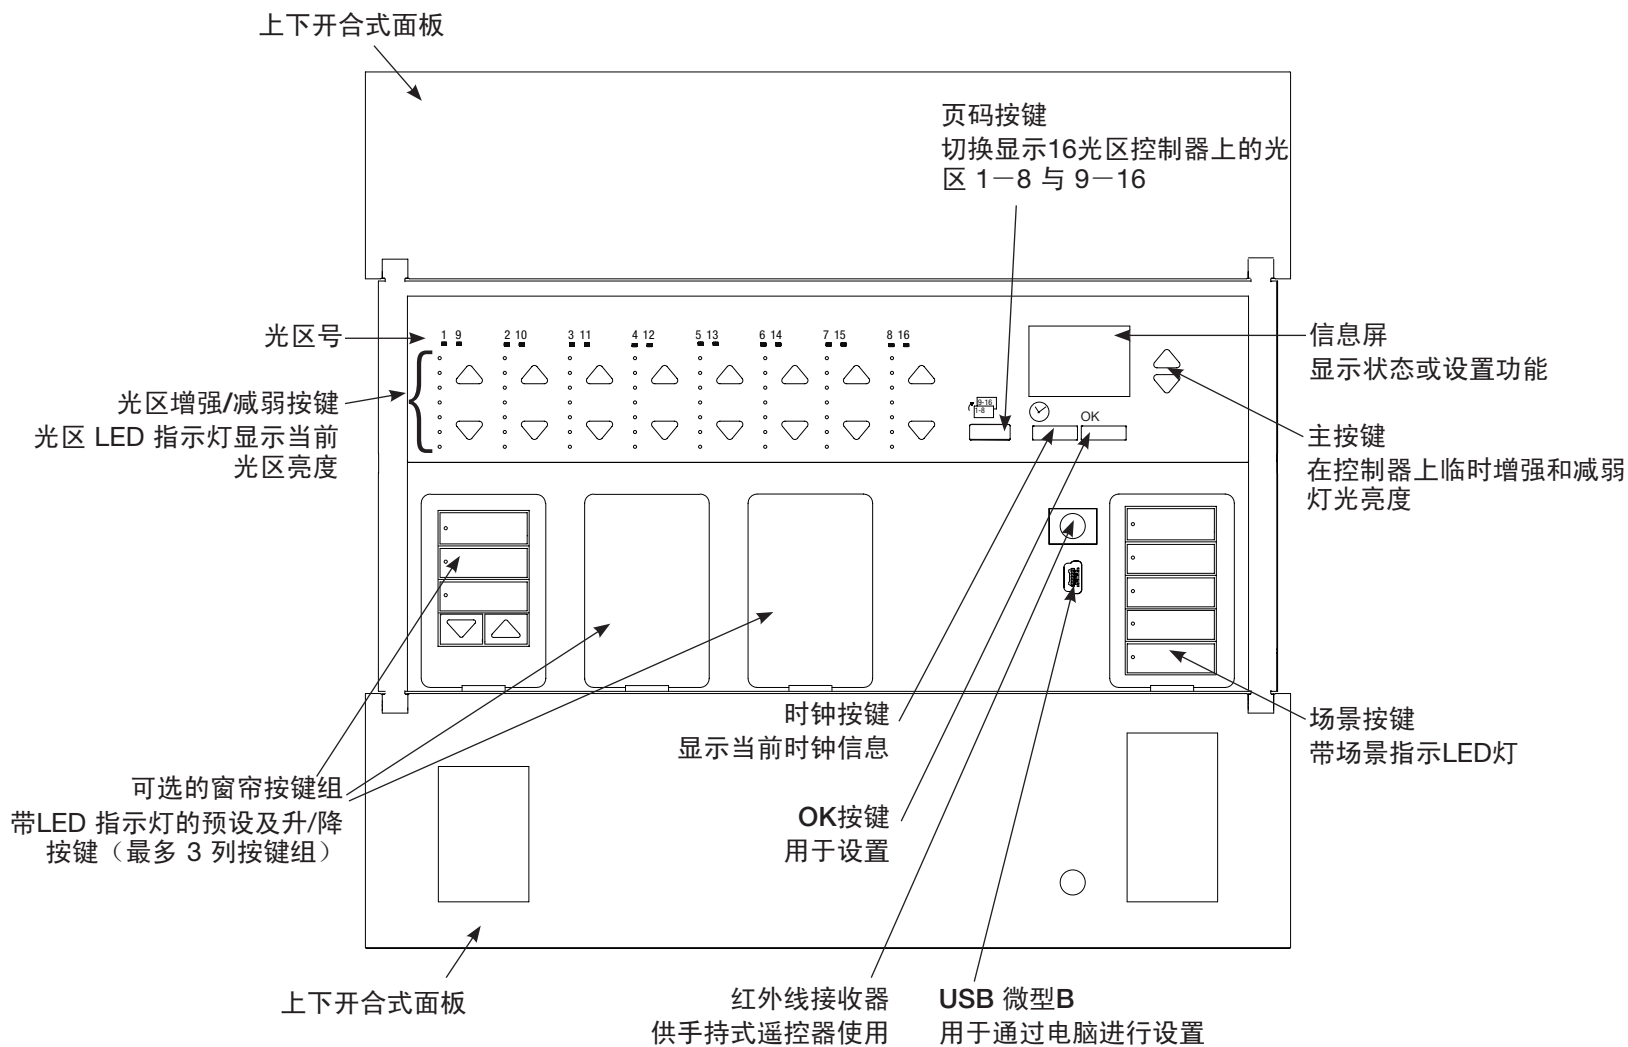 上下开合式面板
页码按键
切换显示16光区控制器上的光
区 1－8 与 9－16
光区号
1 9 2 10 3 11 4 12 5 13 6 14 7 15 8 16
信息屏
显示状态或设置功能
光区增强/减弱按键
光区 LED 指示灯显示当前
光区亮度
9-16
1-8
OK
主按键
在控制器上临时增强和减弱
灯光亮度
时钟按键
显示当前时钟信息
场景按键
带场景指示LED灯
可选的窗帘按键组
带LED 指示灯的预设及升/降
按键（最多 3 列按键组）
OK按键
用于设置
上下开合式面板
红外线接收器
供手持式遥控器使用
USB 微型B
用于通过电脑进行设置